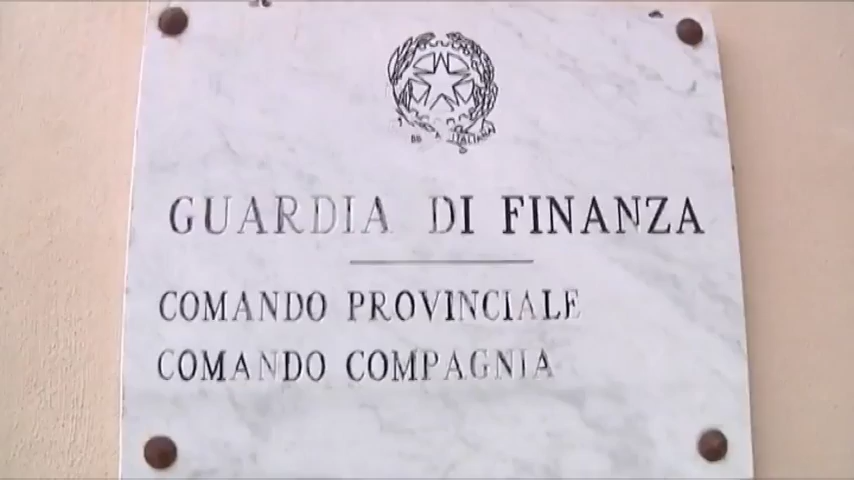 GUARDIA DI FINANZA
COMANDO PROVINCIALE
COMANDO COMPAGNIA